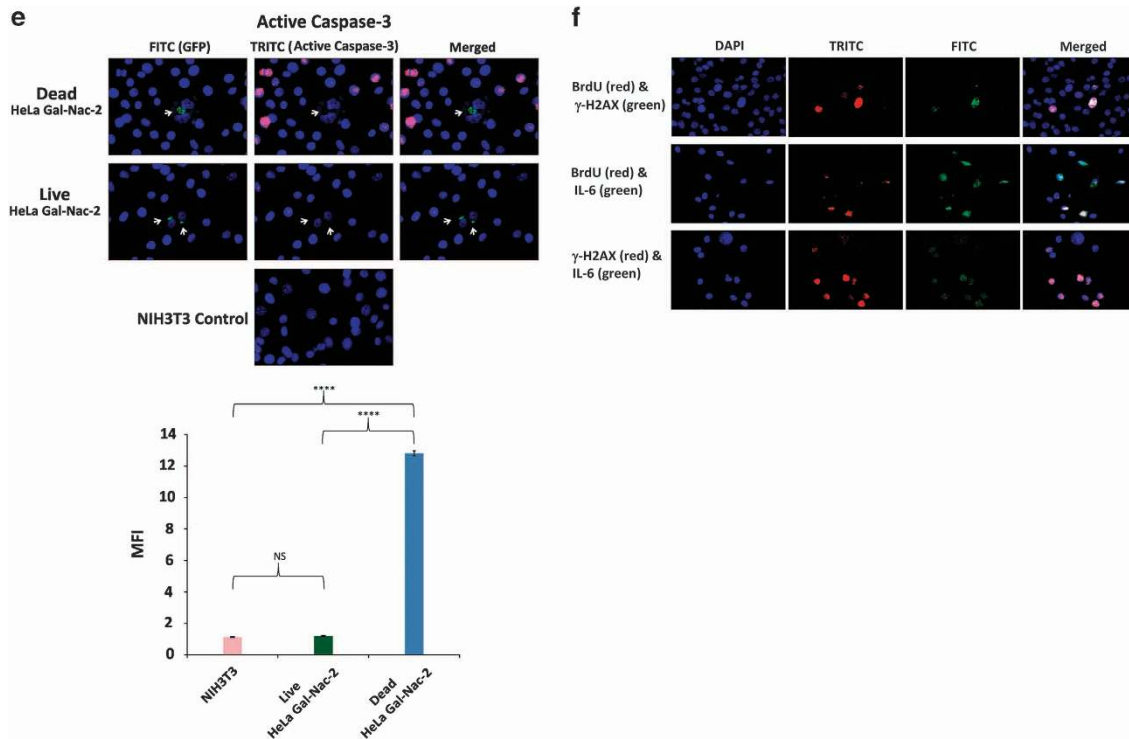 e
Active Caspase-3
FITC (GFP)
TRITC (Active Caspase-3)
Merged
Dead
HeLa Gal-Nac-2
Live
HeLa Gal-Nac-2
NIH3T3 Control
****
****
NS
MFI
14
12
10
8
6
4
2
0
NIH3T3
Live
HeLa Gal-Nac-2
Dead
HeLa Gal-Nac-2
f
DAPI
TRITC
FITC
Merged
BrdU (red) &
γ-H2AX (green)
BrdU (red) &
IL-6 (green)
γ-H2AX (red) &
IL-6 (green)